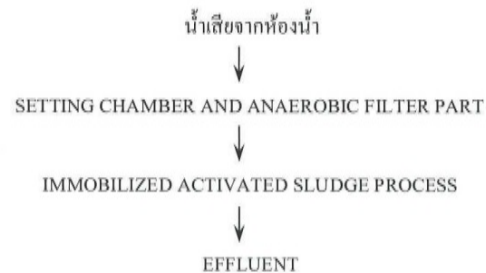 น้ำเสียจากห้องน้ำ
SETTING CHAMBER AND ANAEROBIC FILTER PART
IMMOBILIZED ACTIVATED SLUDGE PROCESS
EFFLUENT